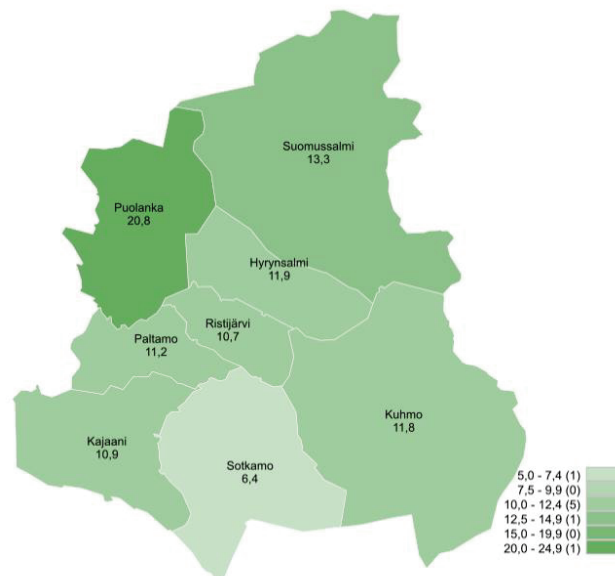 Suomussalmi
13,3
Puolanka
20,8
Hyrynsalmi
11,9
Ristijärvi
10,7
Paltamo
11,2
Kuhmo
11,8
Kajaani
10,9
Sotkamo
6,4
5,0 - 7,4 (1)
7,5 - 9,9 (0)
10,0 - 12,4 (5)
12,5 - 14,9 (1)
15,0 - 19,9 (0)
20,0 - 24,9 (1)